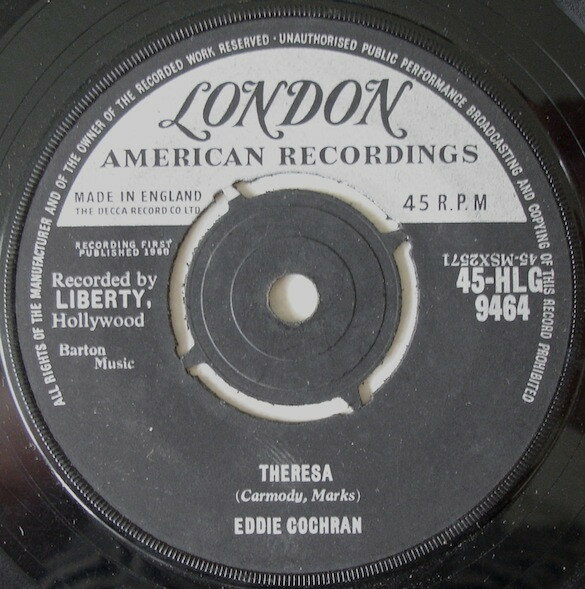 ALL RIGHTS OF THE MANUFACTURER AND OF THE OWNER OF THE RECORDED WORK RESERVED · UNAUTHORISED PUBLIC PERFORMANCE BROADCASTING AND COPYING OF THIS RECORD PROHIBITED
LONDON
AMERICAN RECORDINGS
MADE IN ENGLAND
THE DECCA RECORD CO LTD
45 R.P.M
RECORDING FIRST
PUBLISHED 1960
Recorded by
LIBERTY,
Hollywood
Barton
Music
45-MSX2571
45-HLG
9464
THERESA
(Carmody, Marks)
EDDIE COCHRAN